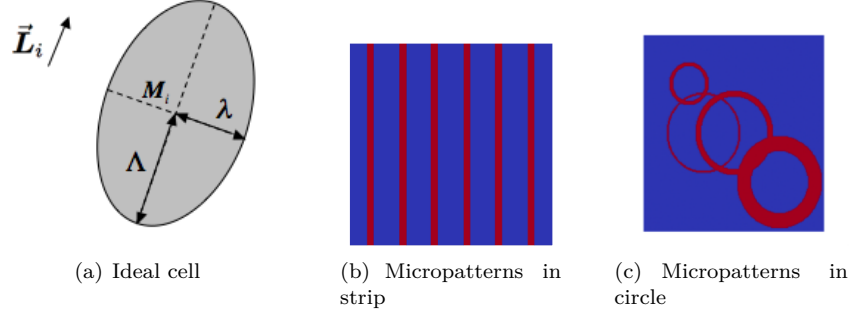 L⃗ᵢ
Mᵢ
λ
Λ
(a) Ideal cell
(b) Micropatterns in
strip
(c) Micropatterns in
circle